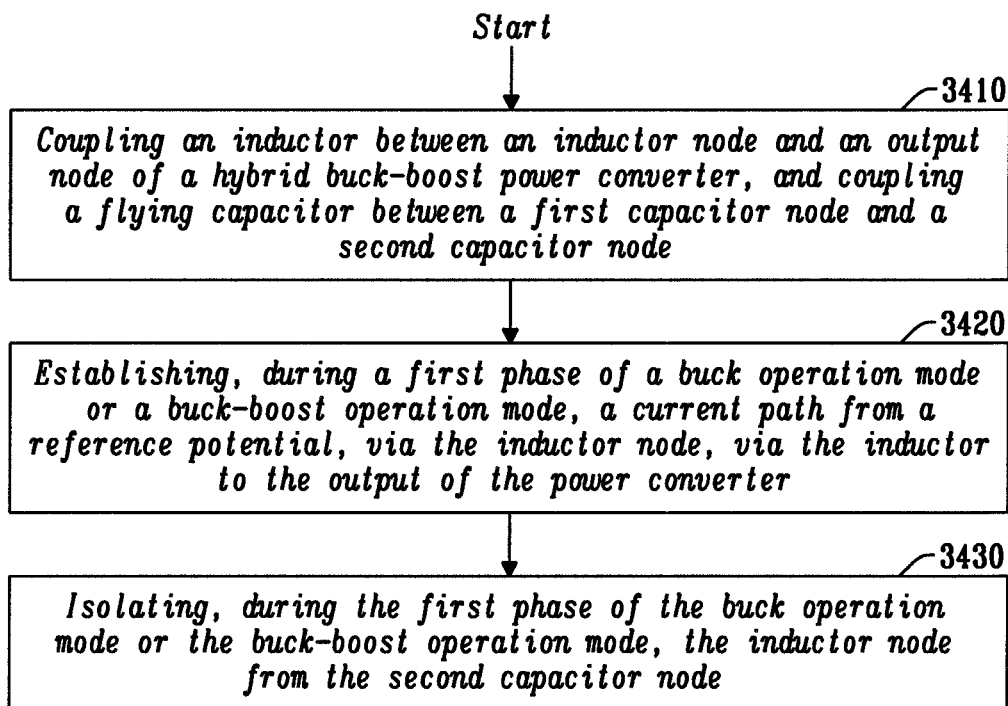 Start
3410
Coupling an inductor between an inductor node and an output
node of a hybrid buck-boost power converter, and coupling
a flying capacitor between a first capacitor node and a
second capacitor node
3420
Establishing, during a first phase of a buck operation mode
or a buck-boost operation mode, a current path from a
reference potential, via the inductor node, via the inductor
to the output of the power converter
3430
Isolating, during the first phase of the buck operation
mode or the buck-boost operation mode, the inductor node
from the second capacitor node